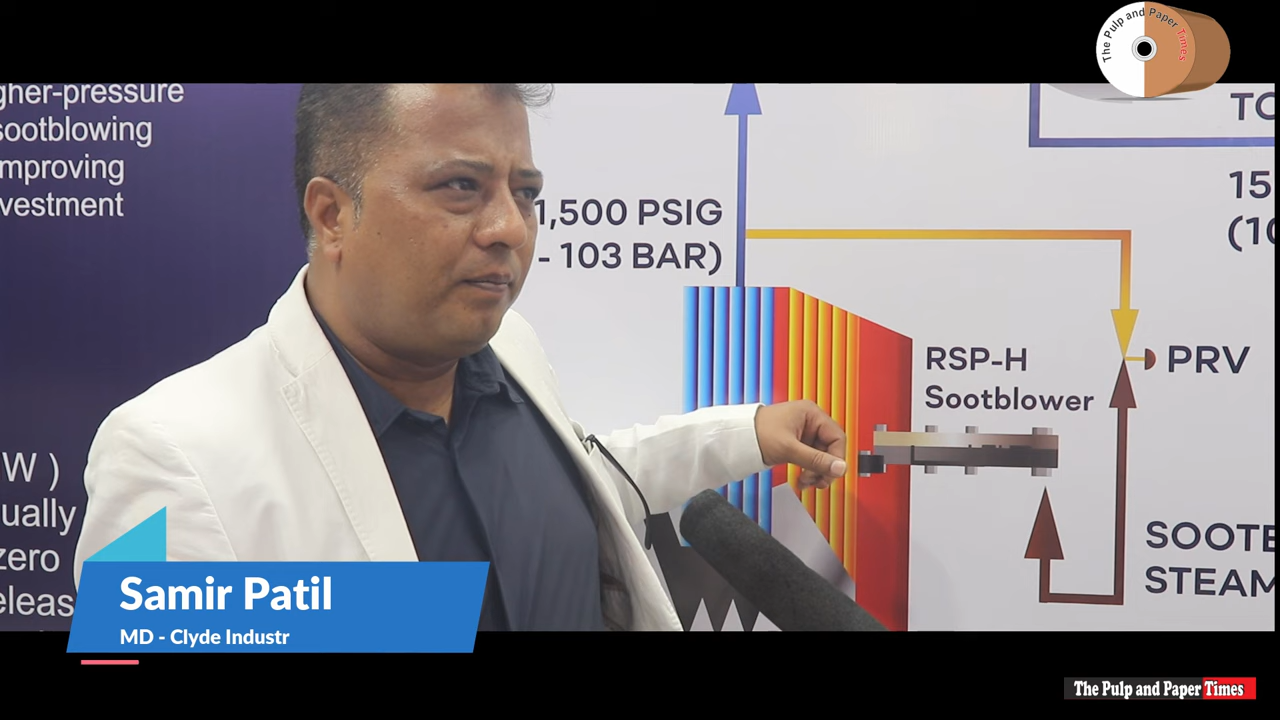 The Pulp and Paper Times
gher-pressure
sootblowing
mproving
vestment
W )
ually
zero
eleas
1,500 PSIG
- 103 BAR)
TO
15
(10
RSP-H
Sootblower
PRV
SOOTB
STEAM
Samir Patil
MD - Clyde Industr
The Pulp and Paper Times